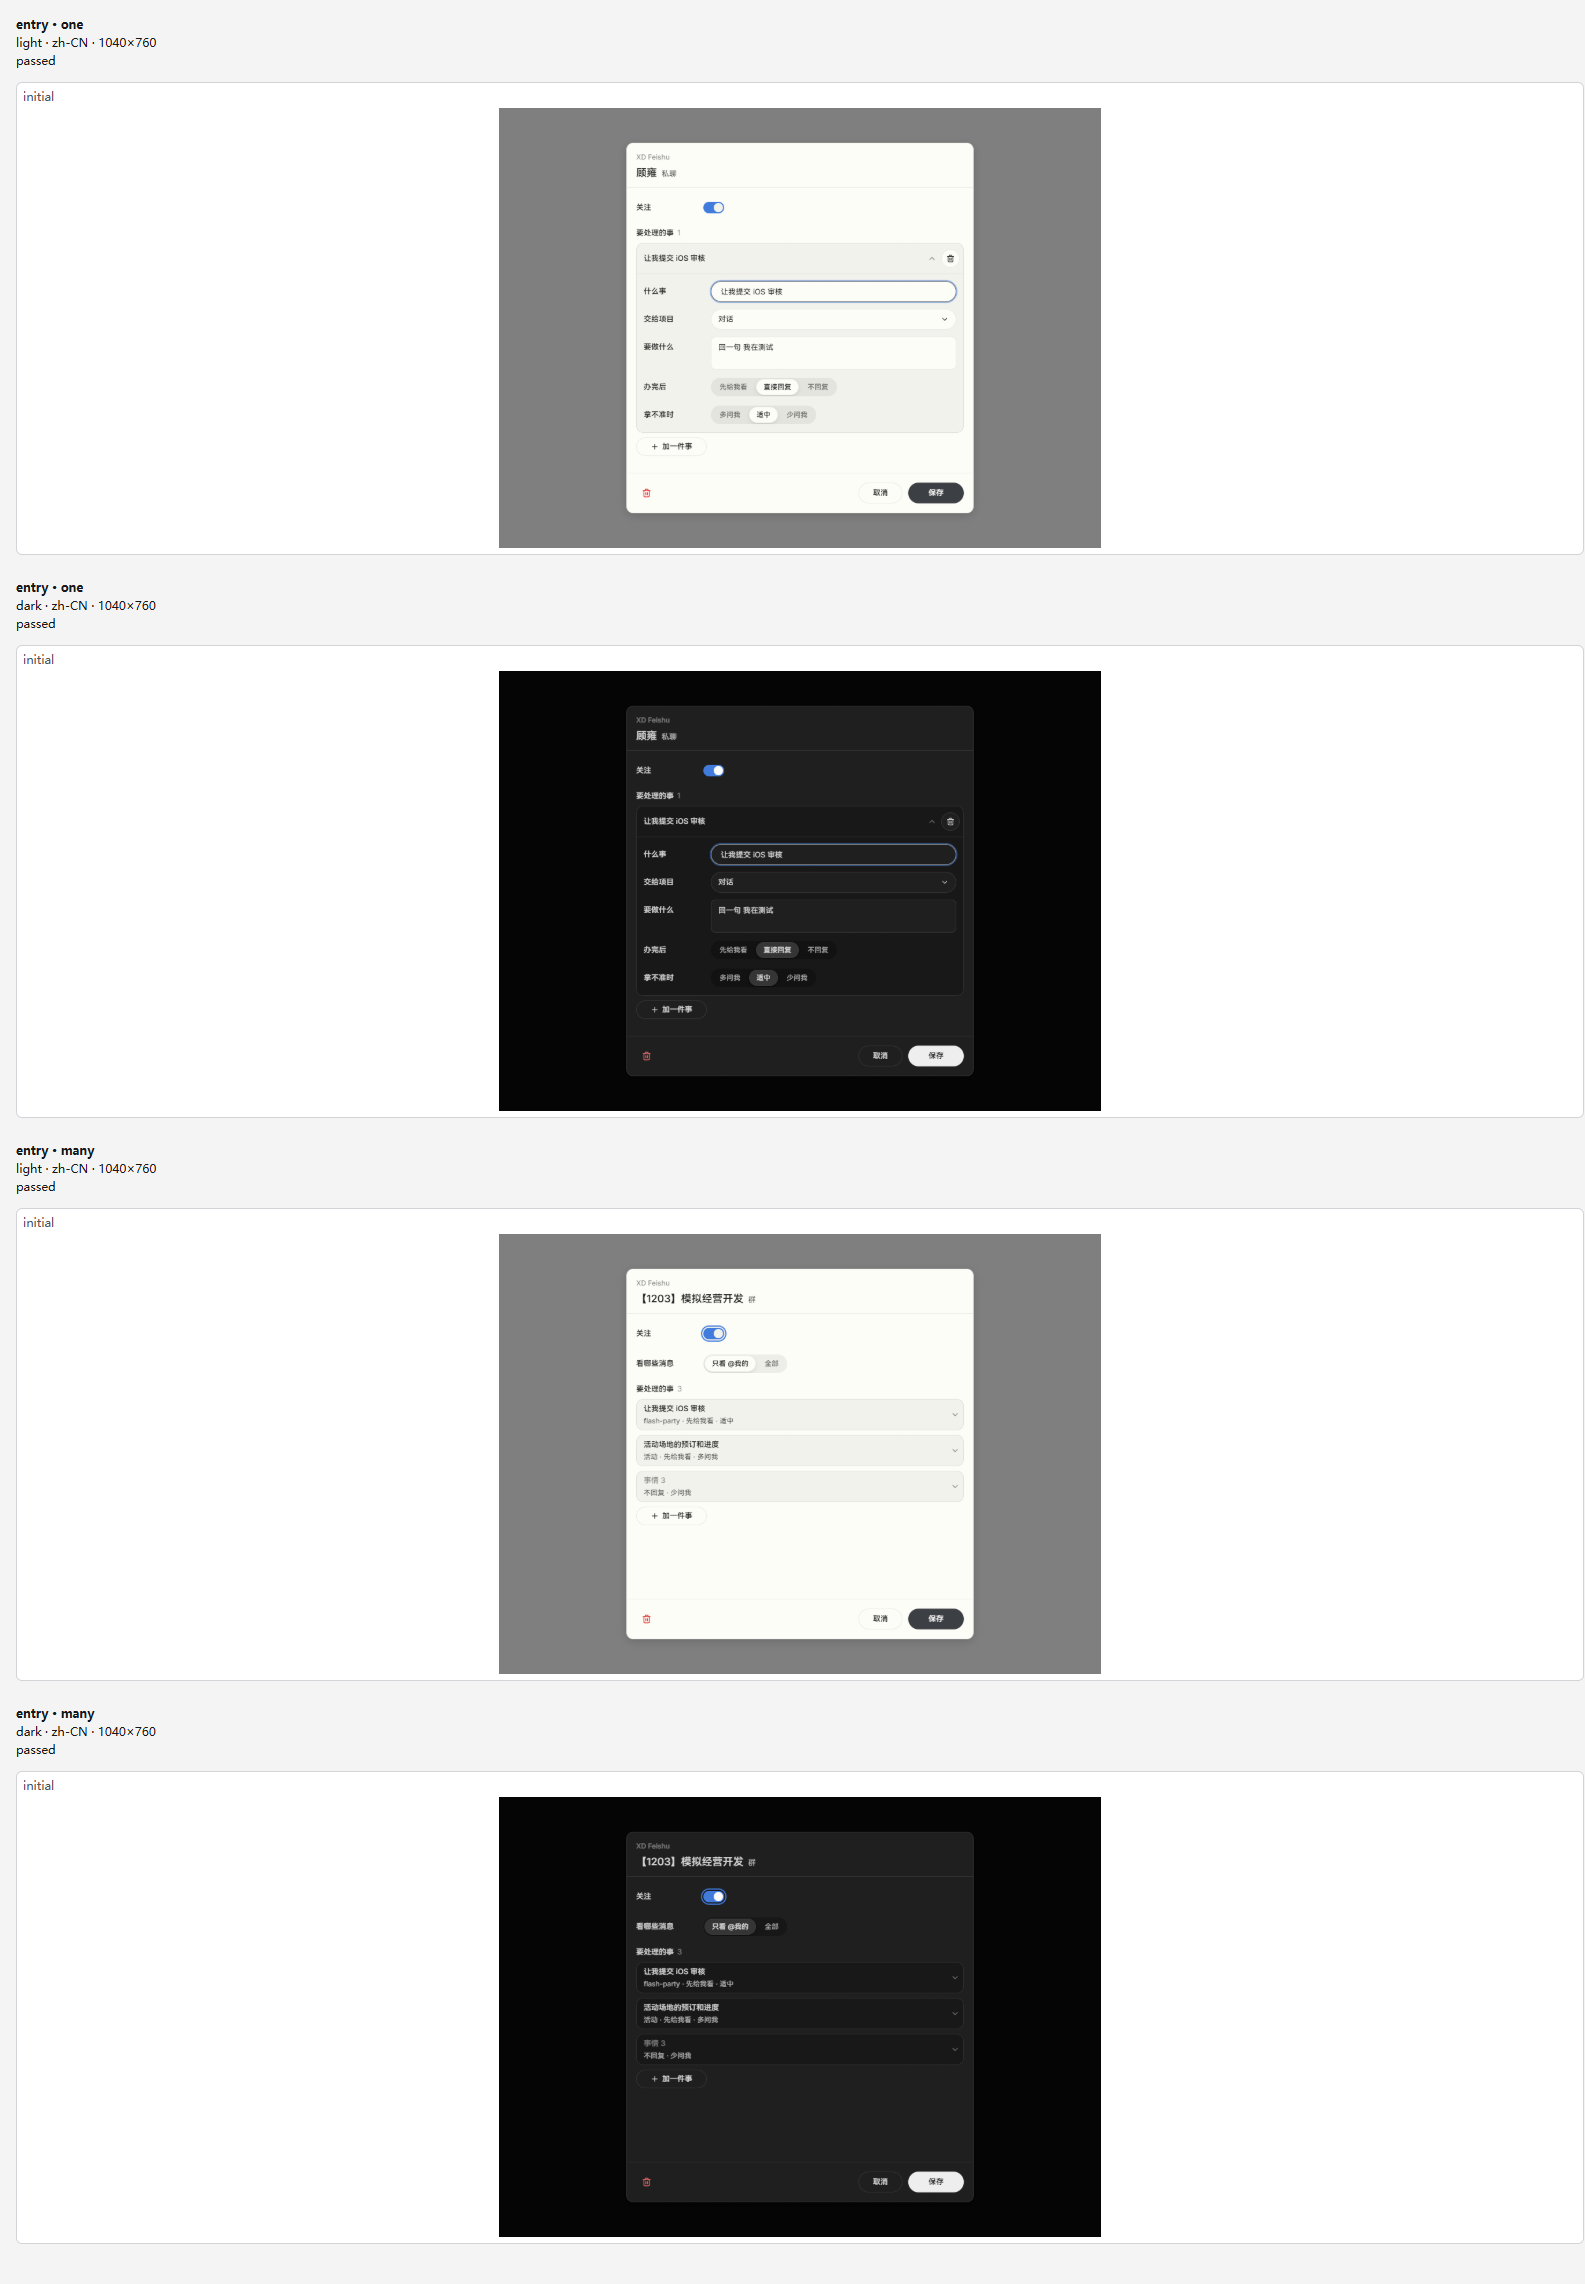 entry • one
light · zh-CN · 1040×760
passed
initial
XD Feishu
顾雍 私聊
关注
要处理的事 1
让我提交 iOS 审核
什么事 让我提交 iOS 审核
交给项目 对话
要做什么 回一句 我在测试
办完后 先给我看 直接回复 不回复
拿不准时 多问我 适中 少问我
+ 加一件事
取消 保存
entry • one
dark · zh-CN · 1040×760
passed
initial
XD Feishu
顾雍 私聊
关注
要处理的事 1
让我提交 iOS 审核
什么事 让我提交 iOS 审核
交给项目 对话
要做什么 回一句 我在测试
办完后 先给我看 直接回复 不回复
拿不准时 多问我 适中 少问我
+ 加一件事
取消 保存
entry • many
light · zh-CN · 1040×760
passed
initial
XD Feishu
【1203】模拟经营开发 群
关注
看哪些消息 只看 @我的 全部
要处理的事 3
让我提交 iOS 审核
flash-party · 先给我看 · 适中
活动场地的预订和进度
活动 · 先给我看 · 多问我
事情 3
不回复 · 少问我
+ 加一件事
取消 保存
entry • many
dark · zh-CN · 1040×760
passed
initial
XD Feishu
【1203】模拟经营开发 群
关注
看哪些消息 只看 @我的 全部
要处理的事 3
让我提交 iOS 审核
flash-party · 先给我看 · 适中
活动场地的预订和进度
活动 · 先给我看 · 多问我
事情 3
不回复 · 少问我
+ 加一件事
取消 保存